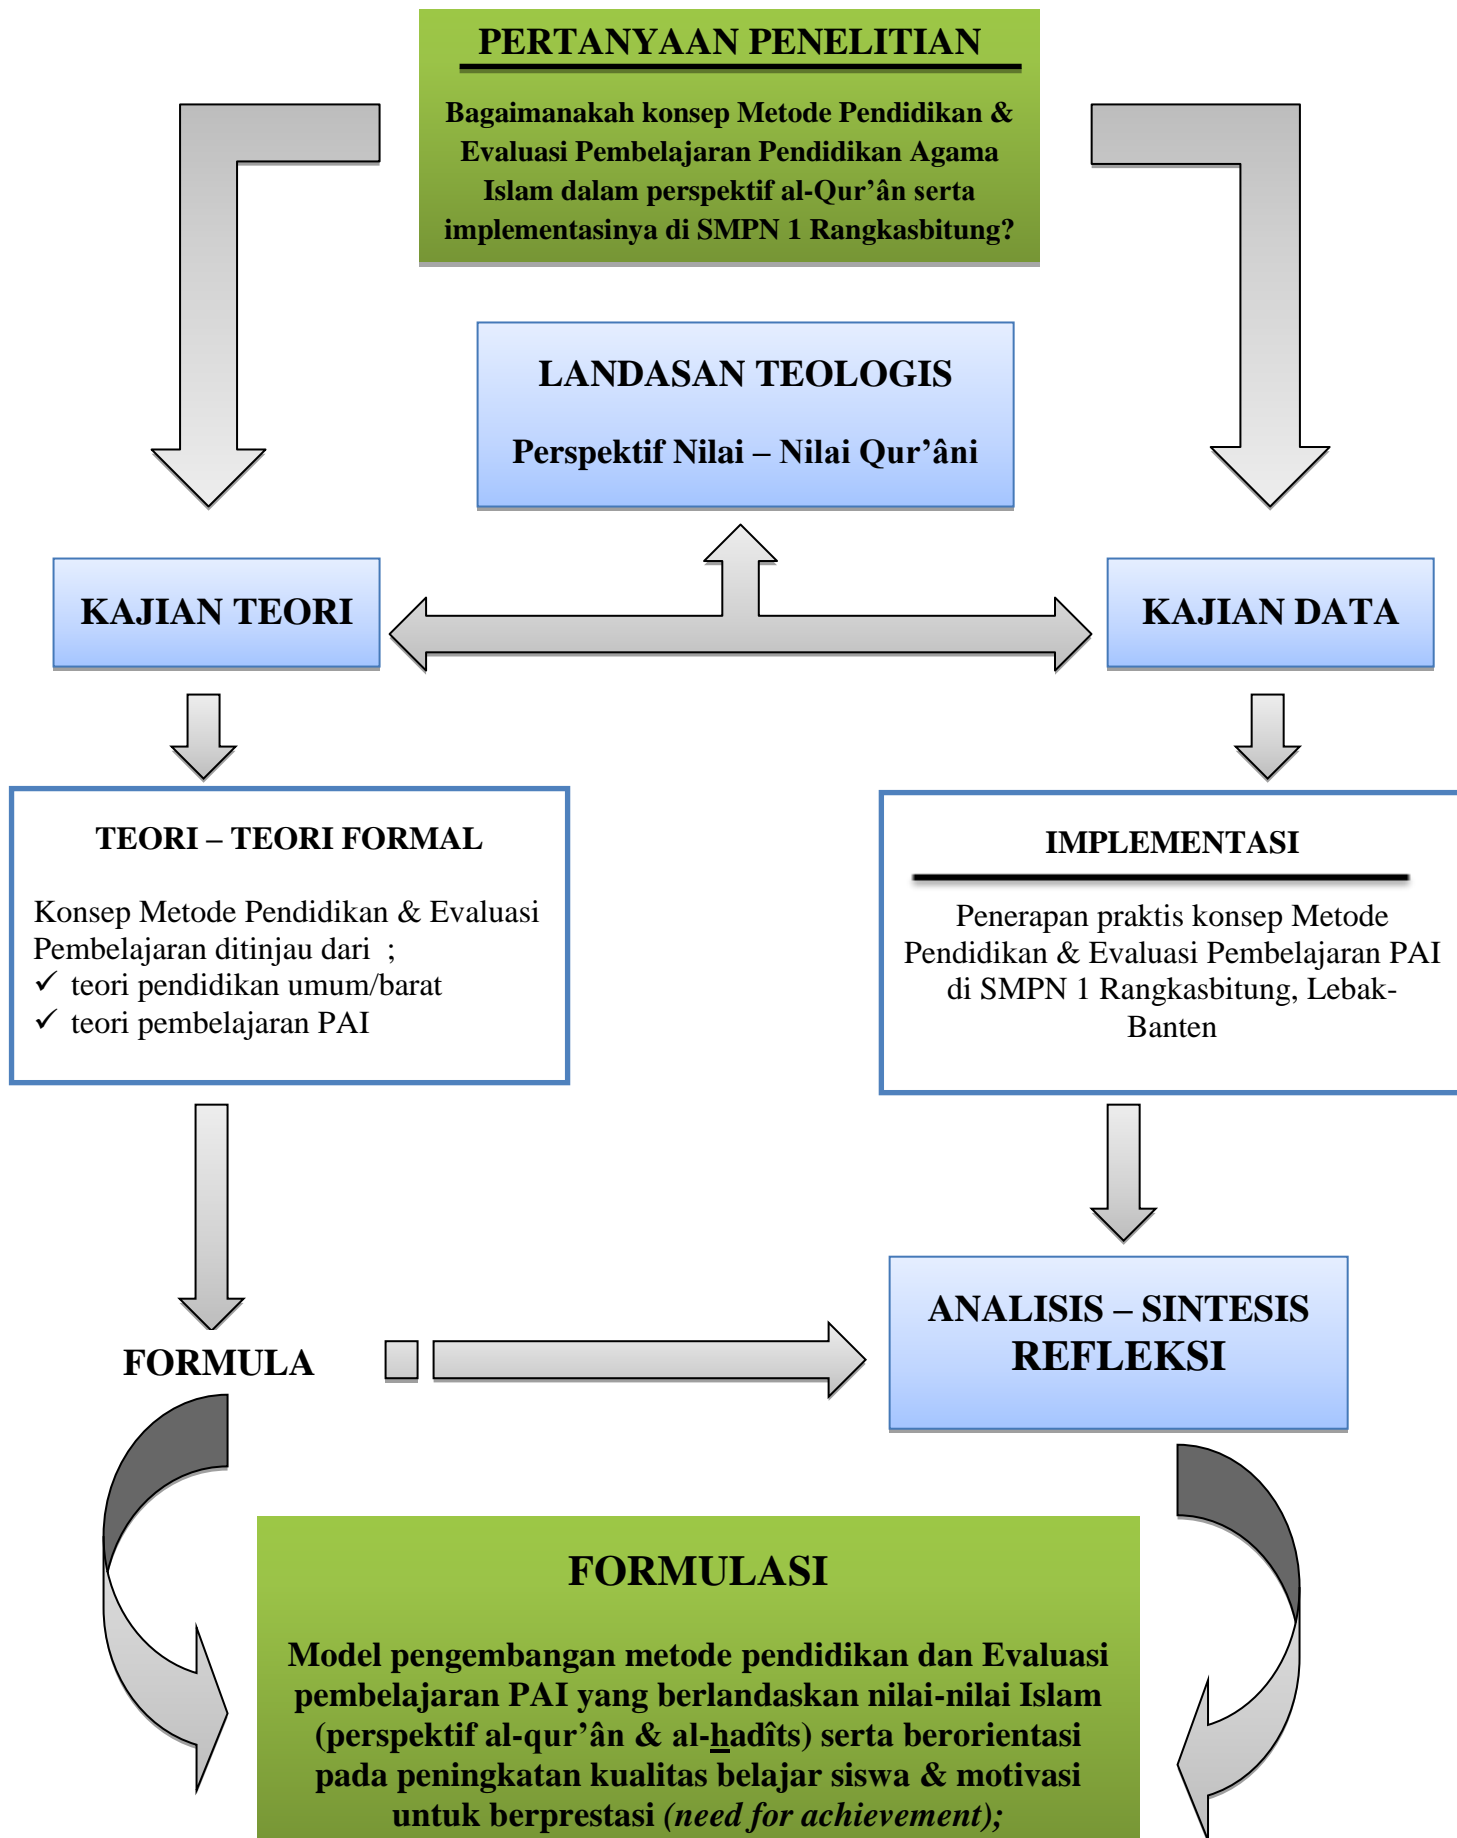 PERTANYAAN PENELITIAN
Bagaimanakah konsep Metode Pendidikan &
Evaluasi Pembelajaran Pendidikan Agama
Islam dalam perspektif al-Qur’ân serta
implementasinya di SMPN 1 Rangkasbitung?
LANDASAN TEOLOGIS
Perspektif Nilai – Nilai Qur’âni
KAJIAN TEORI
KAJIAN DATA
TEORI – TEORI FORMAL
Konsep Metode Pendidikan & Evaluasi
Pembelajaran ditinjau dari ;
✓ teori pendidikan umum/barat
✓ teori pembelajaran PAI
IMPLEMENTASI
Penerapan praktis konsep Metode
Pendidikan & Evaluasi Pembelajaran PAI
di SMPN 1 Rangkasbitung, Lebak-
Banten
FORMULA
ANALISIS – SINTESIS
REFLEKSI
FORMULASI
Model pengembangan metode pendidikan dan Evaluasi
pembelajaran PAI yang berlandaskan nilai-nilai Islam
(perspektif al-qur’ân & al-hadîts) serta berorientasi
pada peningkatan kualitas belajar siswa & motivasi
untuk berprestasi (need for achievement);